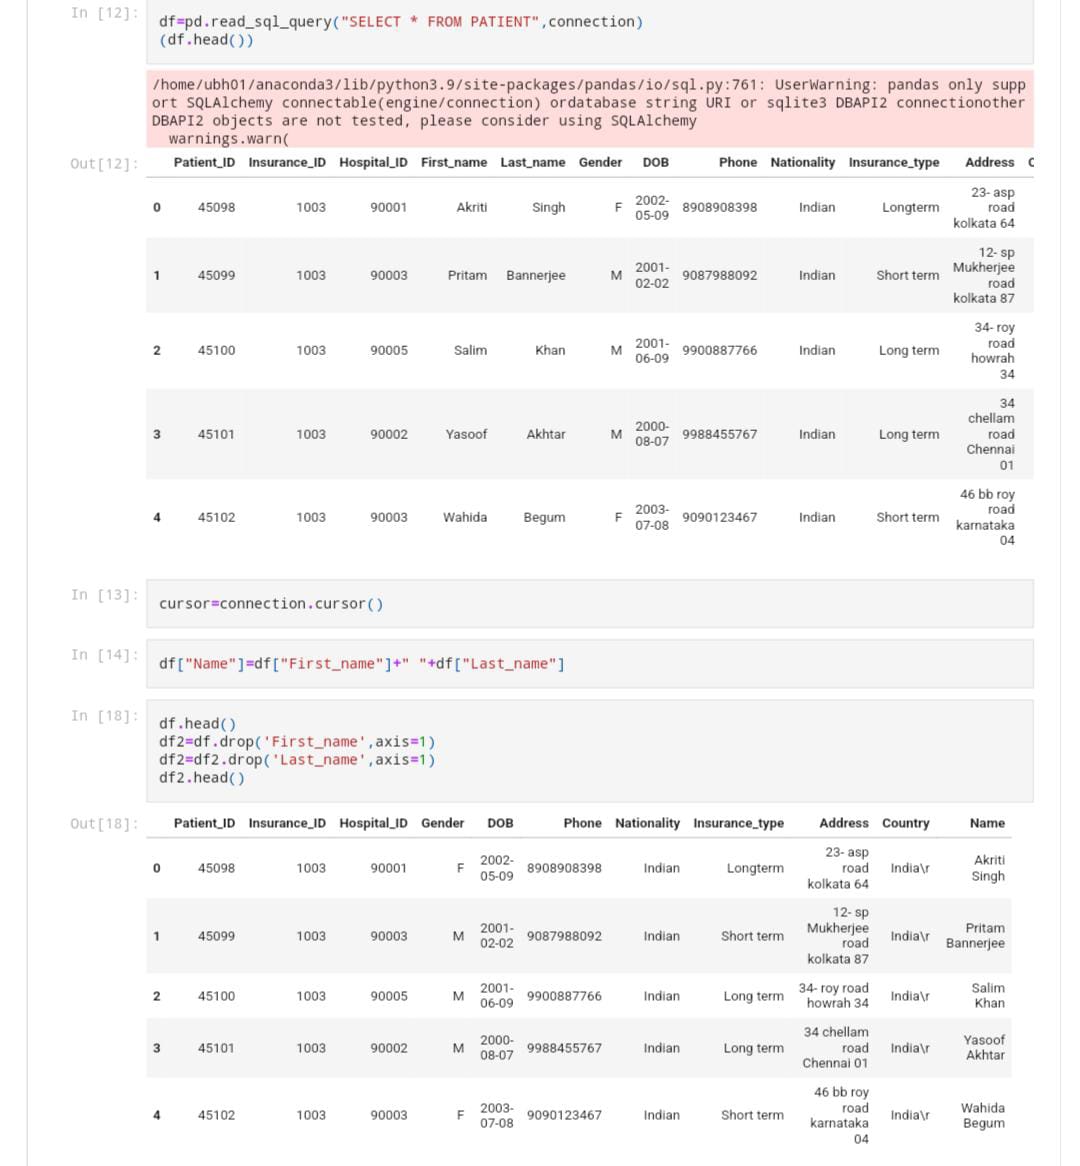 In [12]:
df=pd.read_sql_query("SELECT * FROM PATIENT",connection)
(df.head())
/home/ubh01/anaconda3/lib/python3.9/site-packages/pandas/io/sql.py:761: UserWarning: pandas only supp
ort SQLAlchemy connectable(engine/connection) ordatabase string URI or sqlite3 DBAPI2 connectionother
DBAPI2 objects are not tested, please consider using SQLAlchemy
warnings.warn(
Out[12]:
Patient_ID Insurance_ID Hospital_ID First_name Last_name Gender DOB Phone Nationality Insurance_type Address
0 45098 1003 90001 Akriti Singh F 2002-05-09 8908908398 Indian Longterm 23- asp road kolkata 64
1 45099 1003 90003 Pritam Bannerjee M 2001-02-02 9087988092 Indian Short term 12- sp Mukherjee road kolkata 87
2 45100 1003 90005 Salim Khan M 2001-06-09 9900887766 Indian Long term 34- roy road howrah 34
3 45101 1003 90002 Yasoof Akhtar M 2000-08-07 9988455767 Indian Long term 34 chellam road Chennai 01
4 45102 1003 90003 Wahida Begum F 2003-07-08 9090123467 Indian Short term 46 bb roy road karnataka 04
In [13]:
cursor=connection.cursor()
In [14]:
df["Name"]=df["First_name"]+" "+df["Last_name"]
In [18]:
df.head()
df2=df.drop('First_name',axis=1)
df2=df2.drop('Last_name',axis=1)
df2.head()
Out[18]:
Patient_ID Insurance_ID Hospital_ID Gender DOB Phone Nationality Insurance_type Address Country Name
0 45098 1003 90001 F 2002-05-09 8908908398 Indian Longterm 23- asp road kolkata 64 India\r Akriti Singh
1 45099 1003 90003 M 2001-02-02 9087988092 Indian Short term 12- sp Mukherjee road kolkata 87 India\r Pritam Bannerjee
2 45100 1003 90005 M 2001-06-09 9900887766 Indian Long term 34- roy road howrah 34 India\r Salim Khan
3 45101 1003 90002 M 2000-08-07 9988455767 Indian Long term 34 chellam road Chennai 01 India\r Yasoof Akhtar
4 45102 1003 90003 F 2003-07-08 9090123467 Indian Short term 46 bb roy road karnataka 04 India\r Wahida Begum